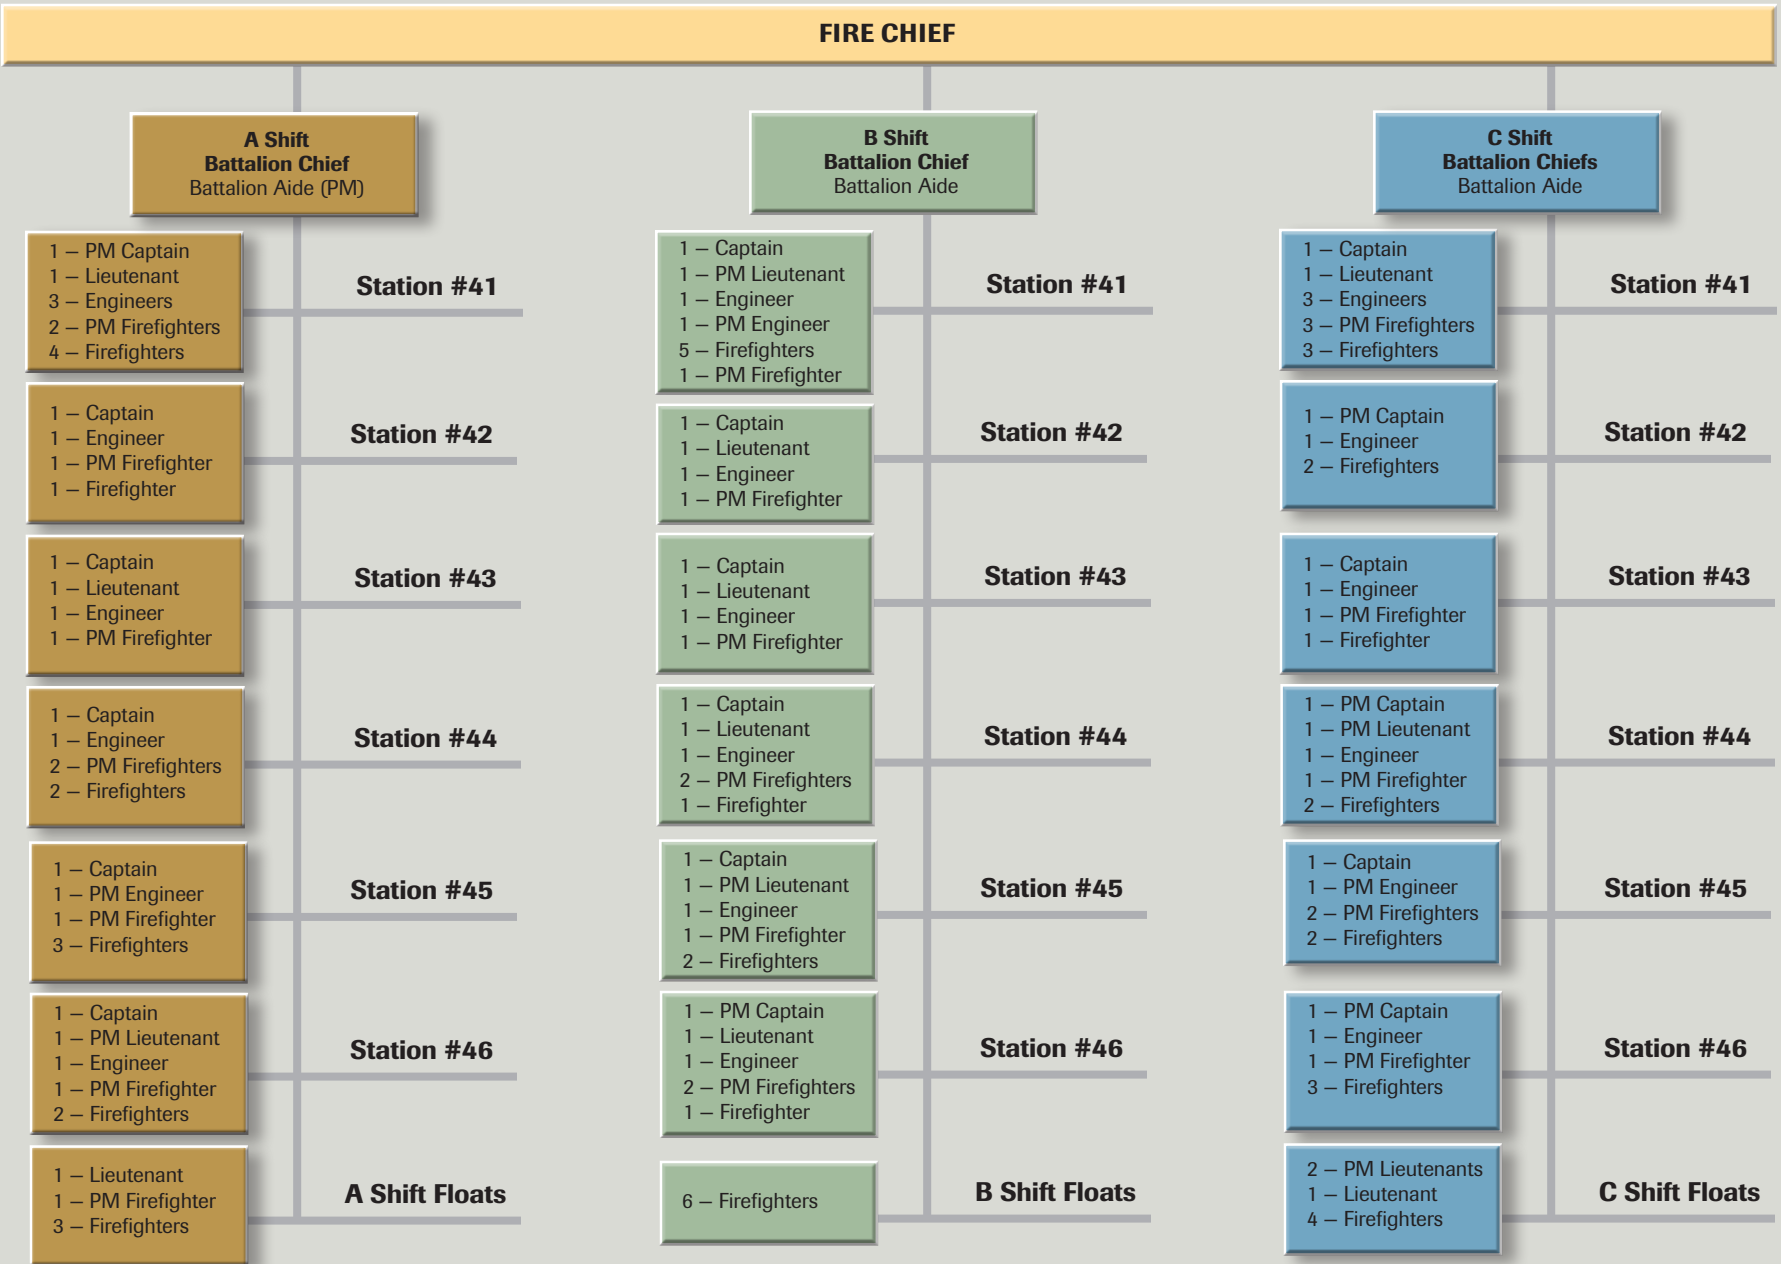 FIRE CHIEF
A Shift
Battalion Chief
Battalion Aide (PM)
1 – PM Captain
1 – Lieutenant
3 – Engineers
2 – PM Firefighters
4 – Firefighters
Station #41
1 – Captain
1 – Engineer
1 – PM Firefighter
1 – Firefighter
Station #42
1 – Captain
1 – Lieutenant
1 – Engineer
1 – PM Firefighter
Station #43
1 – Captain
1 – Engineer
2 – PM Firefighters
2 – Firefighters
Station #44
1 – Captain
1 – PM Engineer
1 – PM Firefighter
3 – Firefighters
Station #45
1 – Captain
1 – PM Lieutenant
1 – Engineer
1 – PM Firefighter
2 – Firefighters
Station #46
1 – Lieutenant
1 – PM Firefighter
3 – Firefighters
A Shift Floats
B Shift
Battalion Chief
Battalion Aide
1 – Captain
1 – PM Lieutenant
1 – Engineer
1 – PM Engineer
5 – Firefighters
1 – PM Firefighter
Station #41
1 – Captain
1 – Lieutenant
1 – Engineer
1 – PM Firefighter
Station #42
1 – Captain
1 – Lieutenant
1 – Engineer
1 – PM Firefighter
Station #43
1 – Captain
1 – Lieutenant
1 – Engineer
2 – PM Firefighters
1 – Firefighter
Station #44
1 – Captain
1 – PM Lieutenant
1 – Engineer
1 – PM Firefighter
2 – Firefighters
Station #45
1 – PM Captain
1 – Lieutenant
1 – Engineer
2 – PM Firefighters
1 – Firefighter
Station #46
6 – Firefighters
B Shift Floats
C Shift
Battalion Chiefs
Battalion Aide
1 – Captain
1 – Lieutenant
3 – Engineers
3 – PM Firefighters
3 – Firefighters
Station #41
1 – PM Captain
1 – Engineer
2 – Firefighters
Station #42
1 – Captain
1 – Engineer
1 – PM Firefighter
1 – Firefighter
Station #43
1 – PM Captain
1 – PM Lieutenant
1 – Engineer
1 – PM Firefighter
2 – Firefighters
Station #44
1 – Captain
1 – PM Engineer
2 – PM Firefighters
2 – Firefighters
Station #45
1 – PM Captain
1 – Engineer
1 – PM Firefighter
3 – Firefighters
Station #46
2 – PM Lieutenants
1 – Lieutenant
4 – Firefighters
C Shift Floats